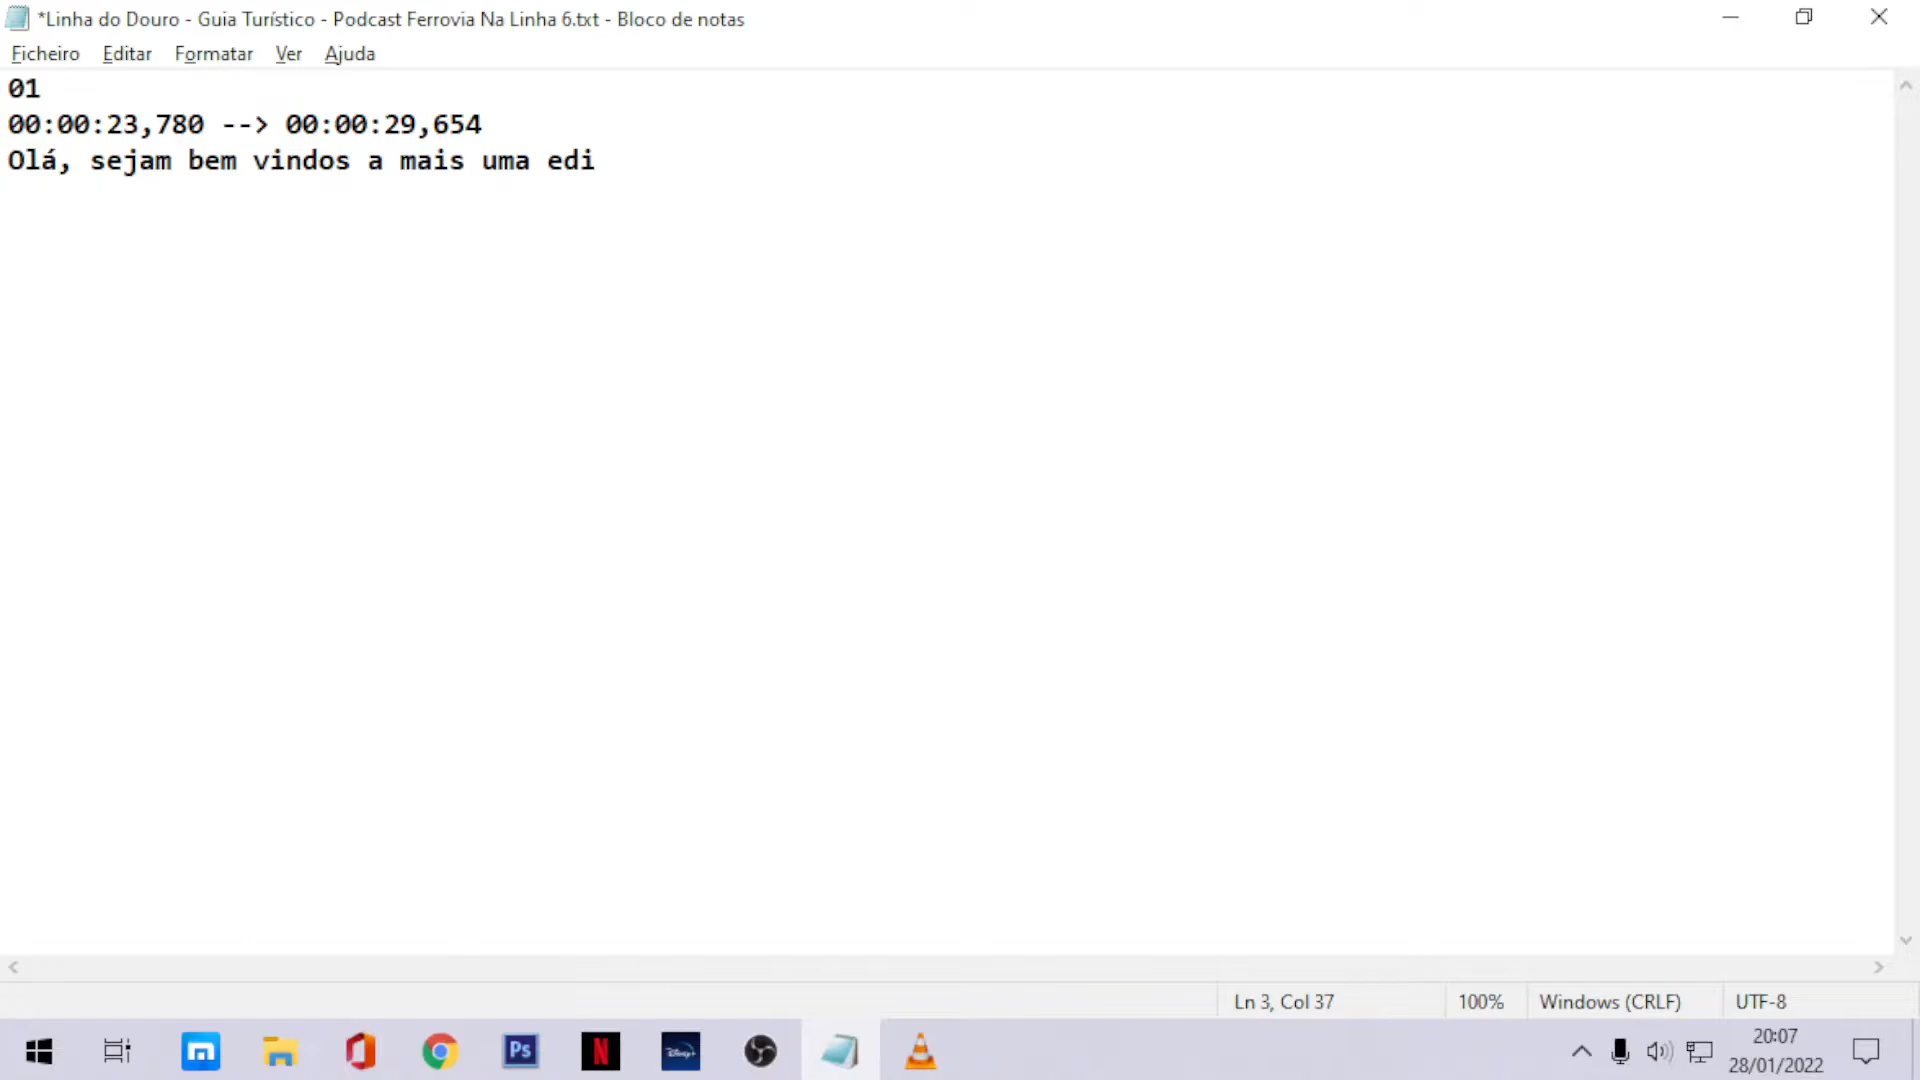 *Linha do Douro - Guia Turístico - Podcast Ferrovia Na Linha 6.txt - Bloco de notas
Ficheiro Editar Formatar Ver Ajuda
01
00:00:23,780 --> 00:00:29,654
Olá, sejam bem vindos a mais uma edi
Ln 3, Col 37 100% Windows (CRLF) UTF-8
Ps N Disney+
20:07
28/01/2022